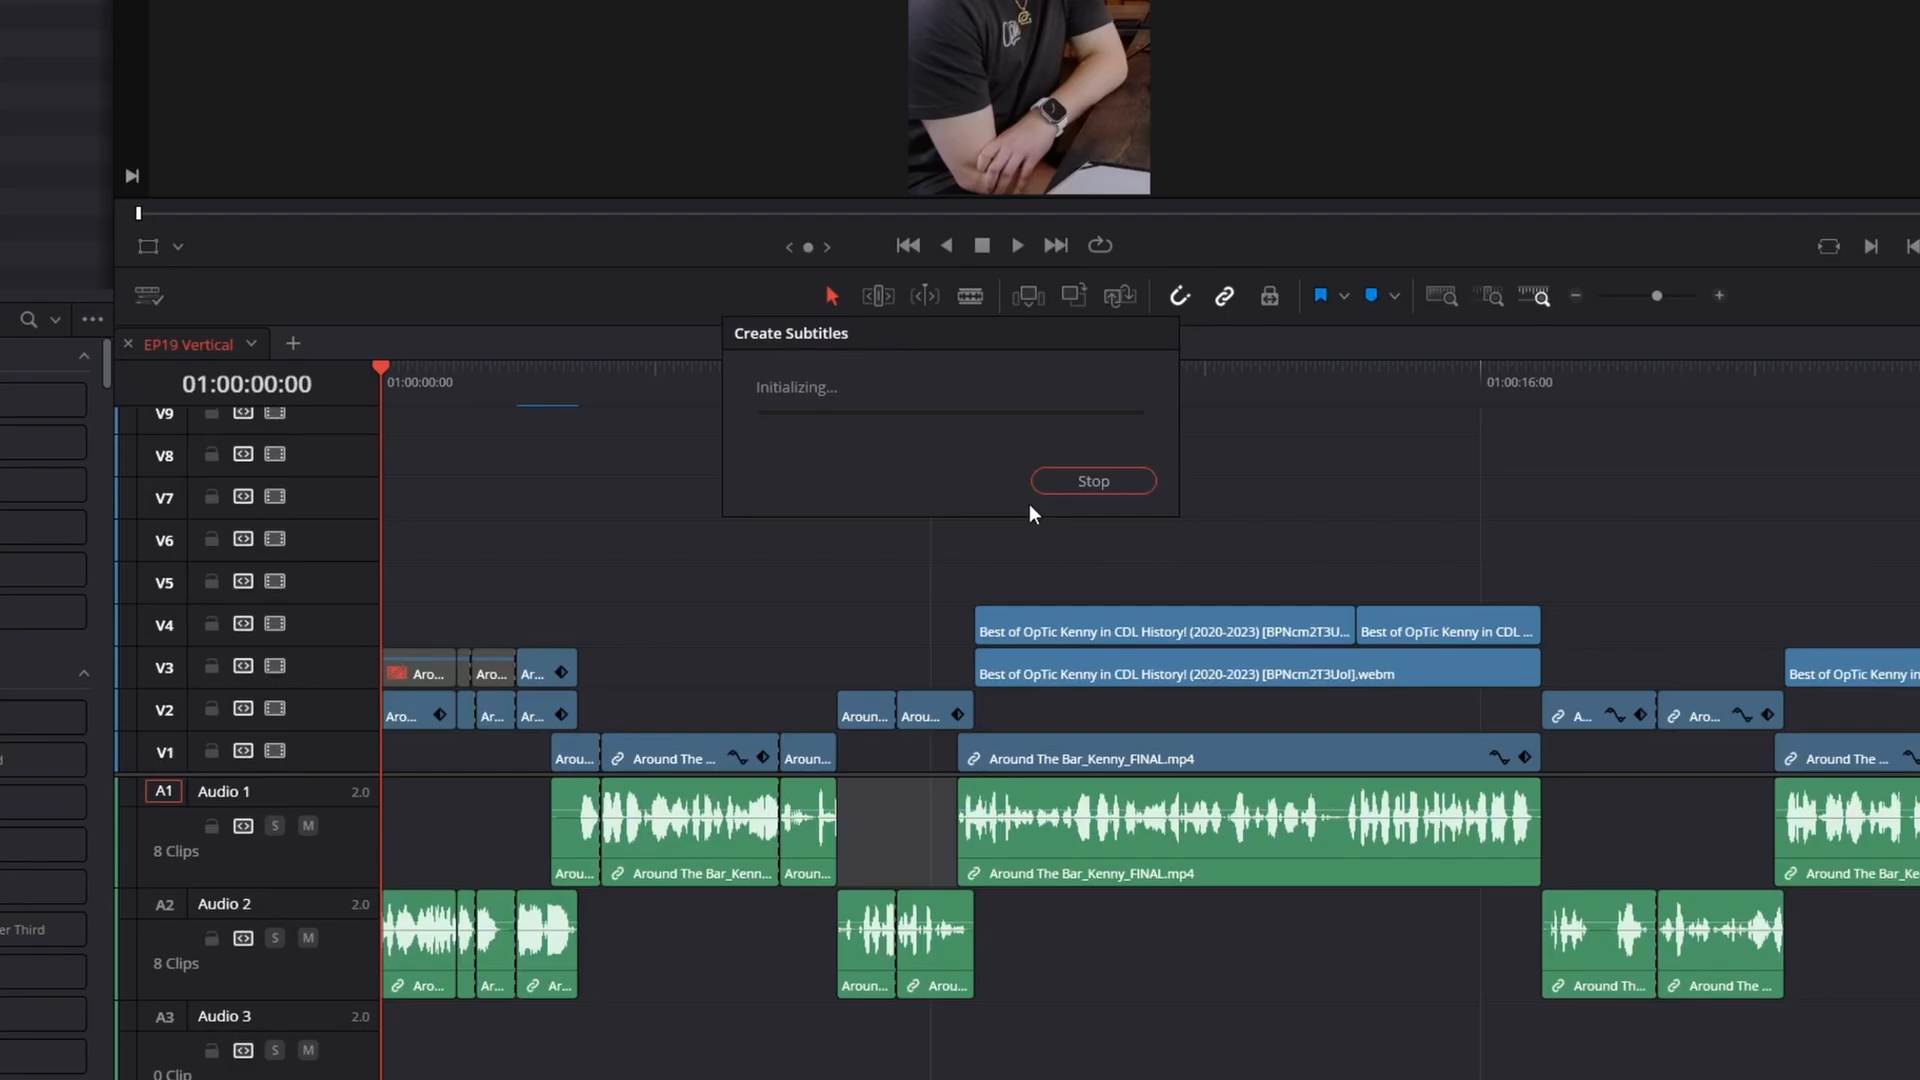 Create Subtitles
EP19 Vertical
01:00:00:00
01:00:00:00
01:00:16:00
Initializing...
Stop
V9
V8
V7
V6
V5
V4
Best of OpTic Kenny in CDL History! (2020-2023) [BPNcm2T3U...
Best of OpTic Kenny in CDL ...
V3
Aro...
Aro...
Ar...
Best of OpTic Kenny in CDL History! (2020-2023) [BPNcm2T3UoI].webm
Best of OpTic Kenny in
V2
Aro...
Ar...
Ar...
Aroun...
Arou...
A...
Aro...
V1
Arou...
Around The ...
Aroun...
Around The Bar_Kenny_FINAL.mp4
Around The ...
A1
Audio 1
2.0
S
M
8 Clips
Arou...
Around The Bar_Kenn...
Aroun...
Around The Bar_Kenny_FINAL.mp4
Around The Bar_Ke
A2
Audio 2
2.0
er Third
S
M
8 Clips
Aro...
Ar...
Ar...
Aroun...
Arou...
Around Th...
Around The ...
A3
Audio 3
2.0
S
M
0 Clip